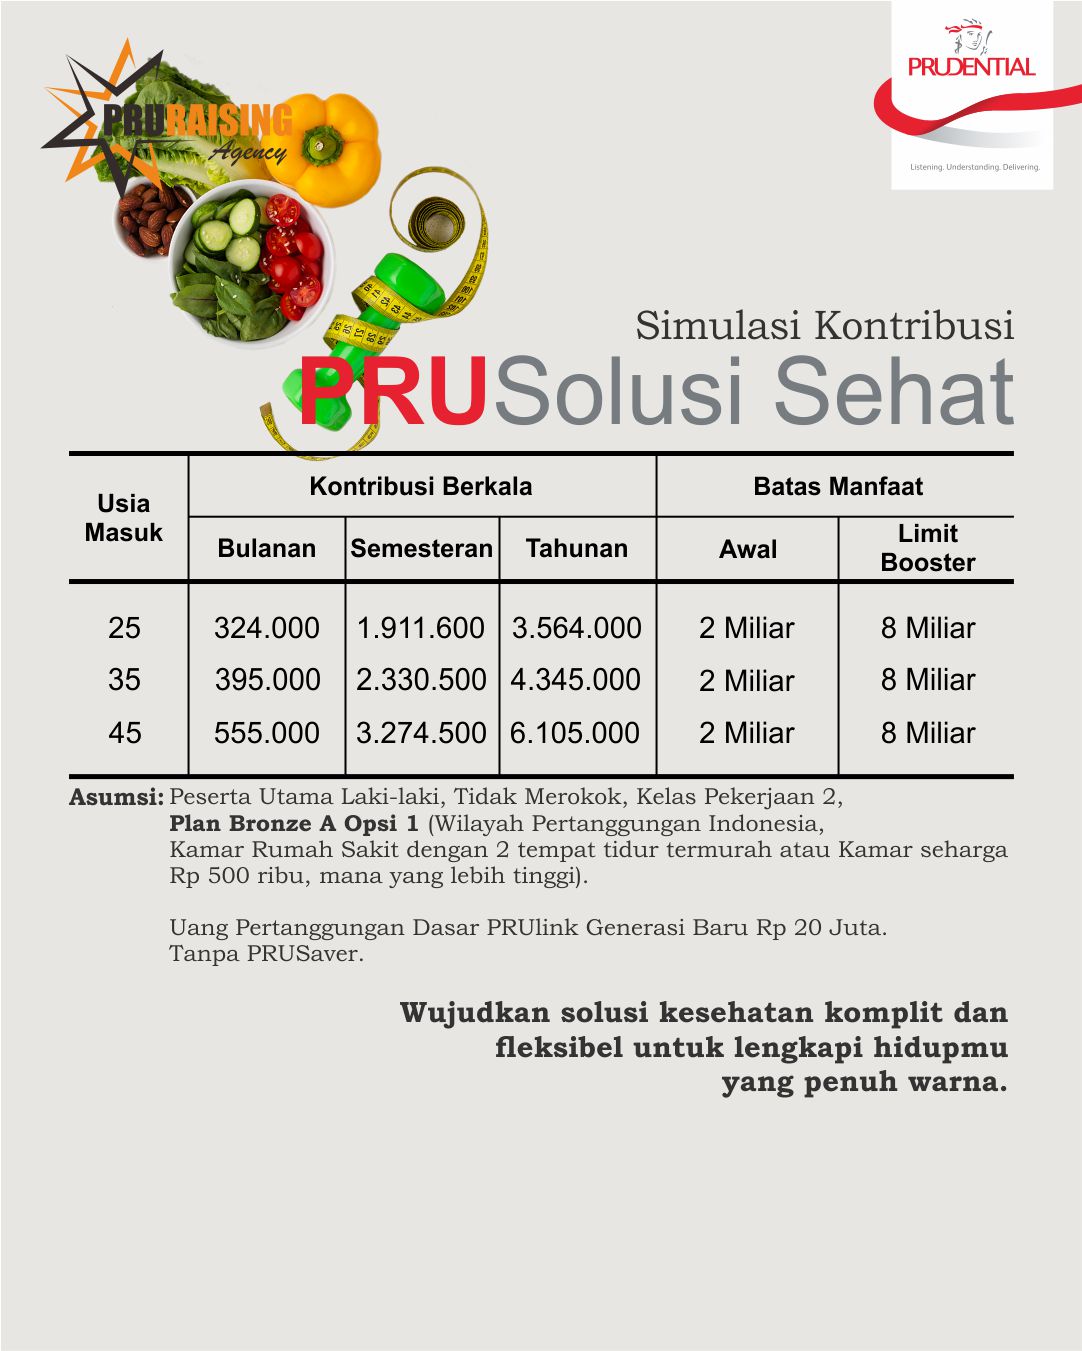 PRURAISING
Agency
PRUDENTIAL
Listening. Understanding. Delivering.
Simulasi Kontribusi
PRUSolusi Sehat
Usia Masuk
Kontribusi Berkala
Batas Manfaat
Bulanan
Semesteran
Tahunan
Awal
Limit Booster
25 324.000 1.911.600 3.564.000 2 Miliar 8 Miliar
35 395.000 2.330.500 4.345.000 2 Miliar 8 Miliar
45 555.000 3.274.500 6.105.000 2 Miliar 8 Miliar
Asumsi: Peserta Utama Laki-laki, Tidak Merokok, Kelas Pekerjaan 2,
Plan Bronze A Opsi 1 (Wilayah Pertanggungan Indonesia,
Kamar Rumah Sakit dengan 2 tempat tidur termurah atau Kamar seharga
Rp 500 ribu, mana yang lebih tinggi).
Uang Pertanggungan Dasar PRUlink Generasi Baru Rp 20 Juta.
Tanpa PRUSaver.
Wujudkan solusi kesehatan komplit dan
fleksibel untuk lengkapi hidupmu
yang penuh warna.